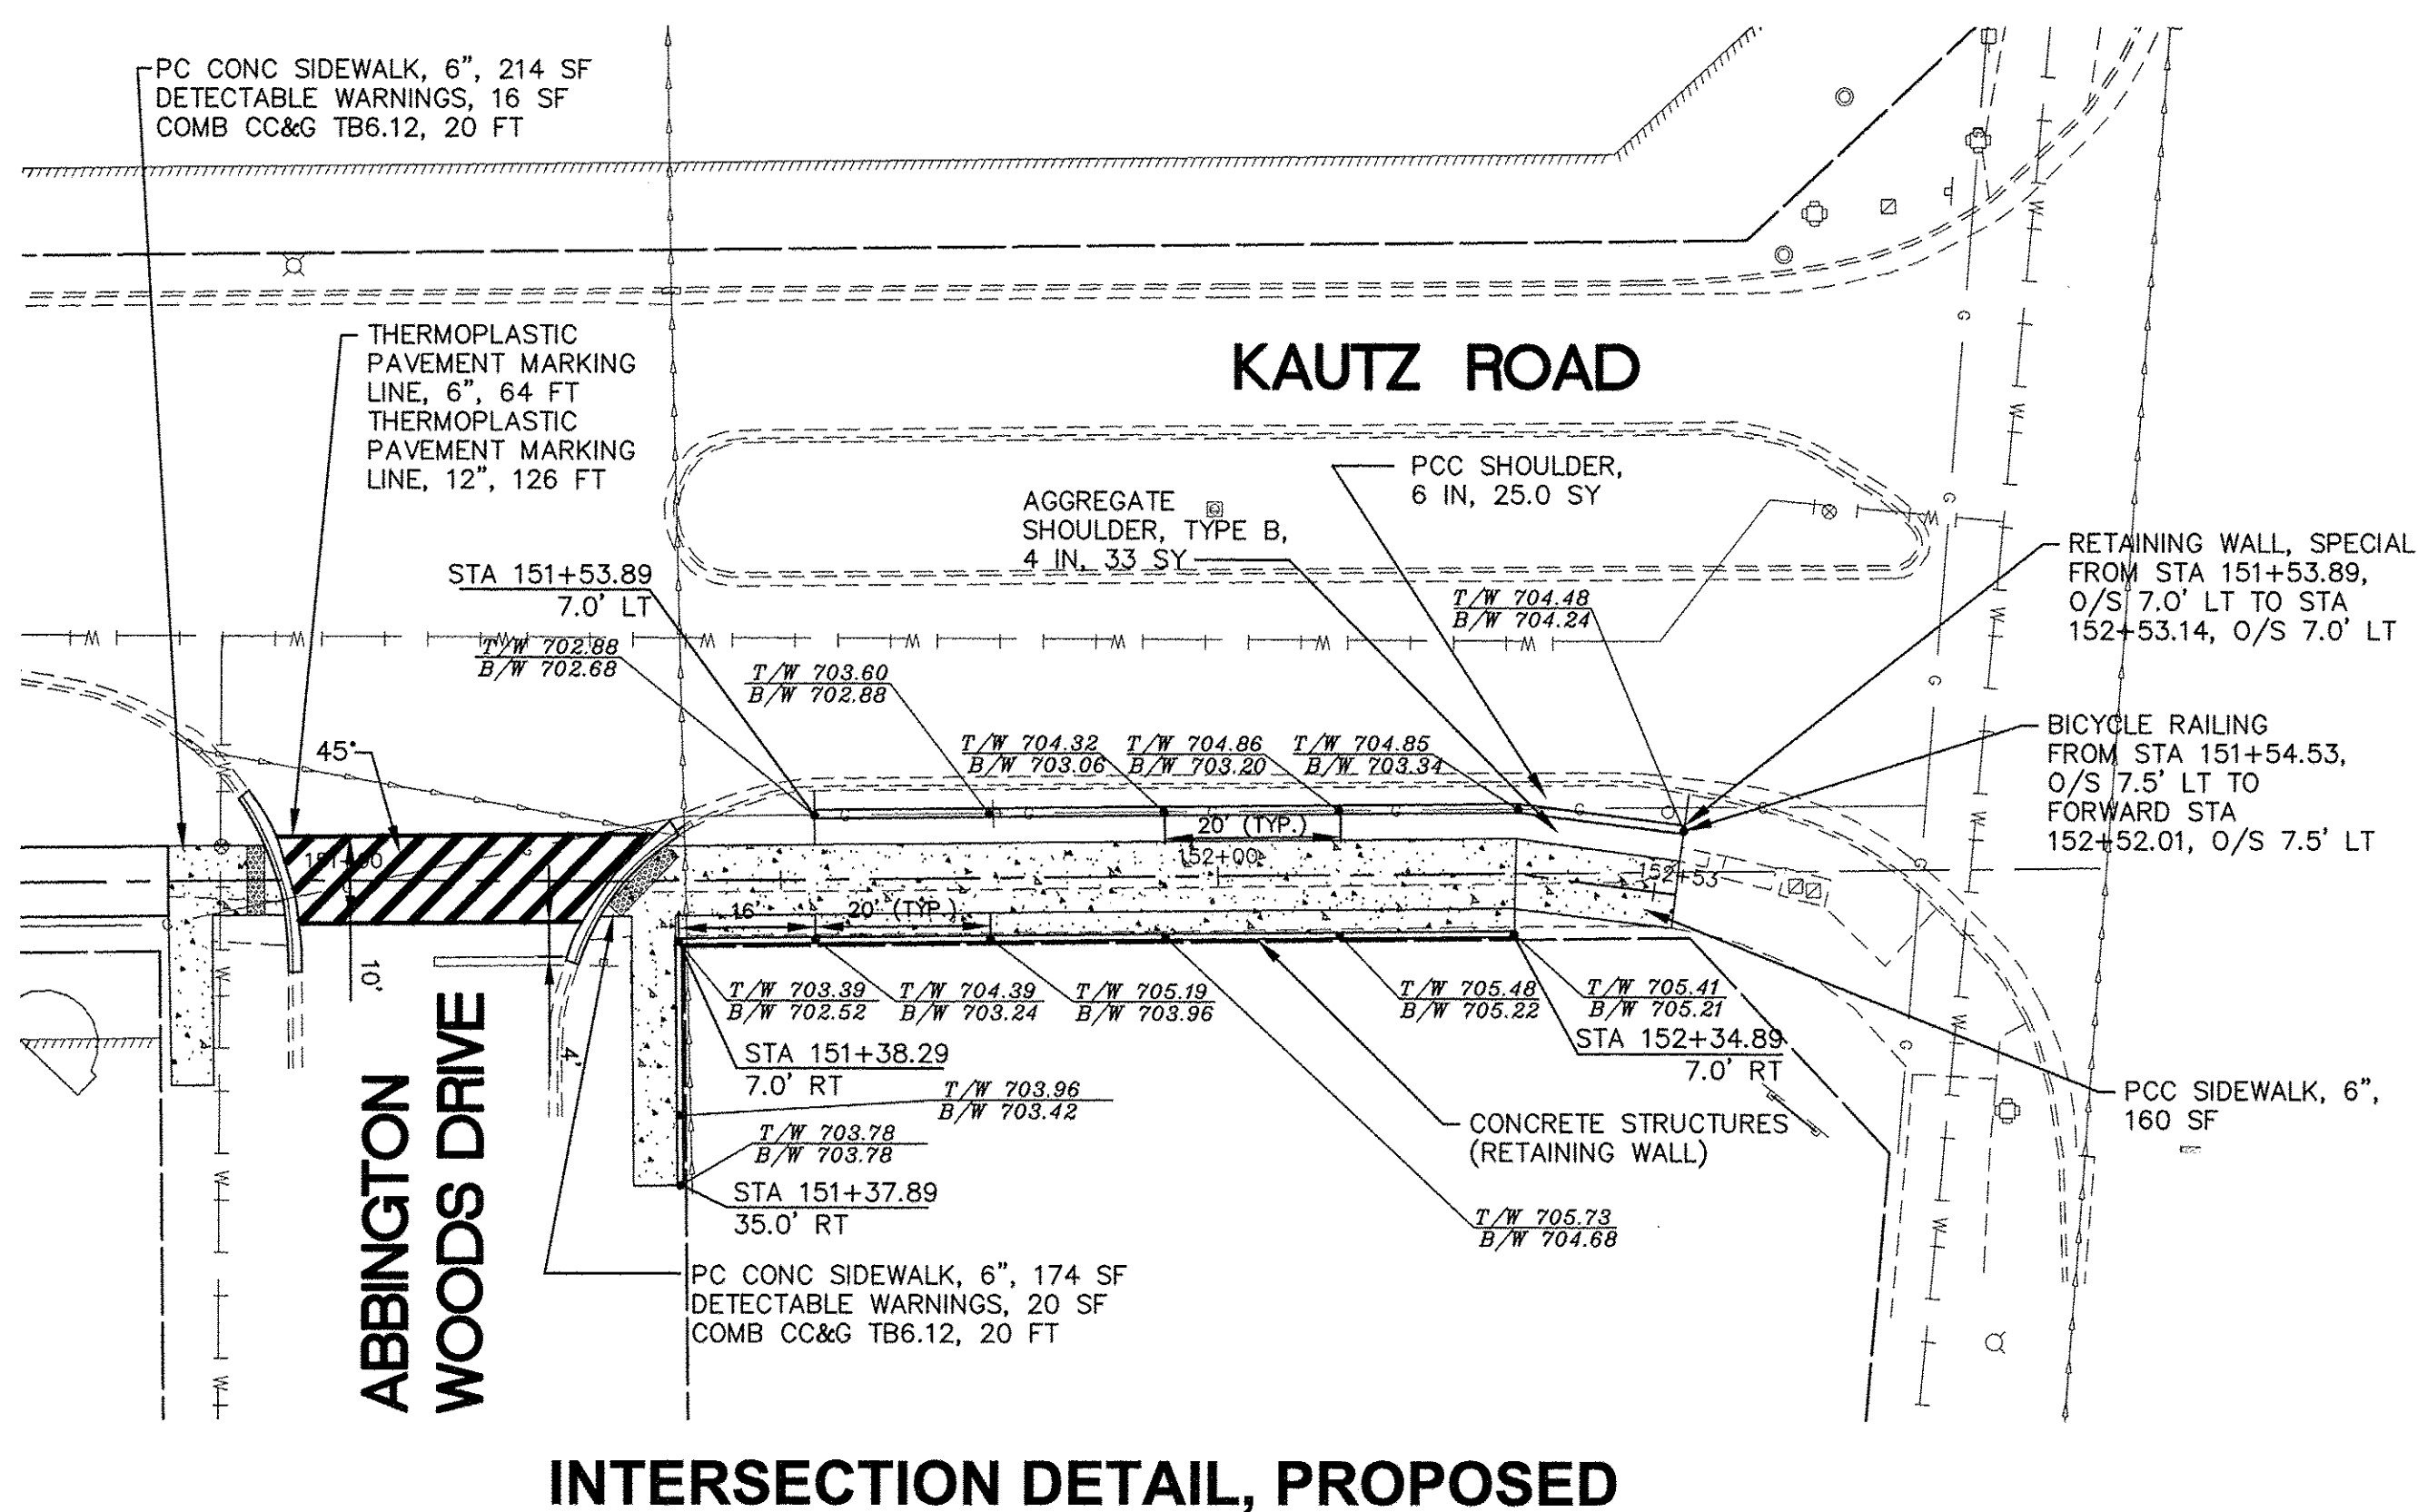 PC CONC SIDEWALK, 6", 214 SF
DETECTABLE WARNINGS, 16 SF
COMB CC&G TB6.12, 20 FT
THERMOPLASTIC
PAVEMENT MARKING
LINE, 6", 64 FT
THERMOPLASTIC
PAVEMENT MARKING
LINE, 12", 126 FT
KAUTZ ROAD
PCC SHOULDER,
6 IN, 25.0 SY
AGGREGATE
SHOULDER, TYPE B,
4 IN, 33 SY
STA 151+53.89
7.0' LT
RETAINING WALL, SPECIAL
FROM STA 151+53.89,
O/S 7.0' LT TO STA
152+53.14, O/S 7.0' LT
T/W 704.48
B/W 704.24
T/W 702.88
B/W 702.68
T/W 703.60
B/W 702.88
T/W 704.32
B/W 703.06
T/W 704.86
B/W 703.20
T/W 704.85
B/W 703.34
BICYCLE RAILING
FROM STA 151+54.53,
O/S 7.5' LT TO
FORWARD STA
152+52.01, O/S 7.5' LT
45°
20' (TYP.)
151+00
152+00
152+53
16'
20' (TYP.)
10'
4'
T/W 703.39
B/W 702.52
T/W 704.39
B/W 703.24
T/W 705.19
B/W 703.96
T/W 705.48
B/W 705.22
T/W 705.41
B/W 705.21
STA 151+38.29
7.0' RT
STA 152+34.89
7.0' RT
T/W 703.96
B/W 703.42
T/W 703.78
B/W 703.78
STA 151+37.89
35.0' RT
CONCRETE STRUCTURES
(RETAINING WALL)
PCC SIDEWALK, 6",
160 SF
T/W 705.73
B/W 704.68
ABBINGTON
WOODS DRIVE
PC CONC SIDEWALK, 6", 174 SF
DETECTABLE WARNINGS, 20 SF
COMB CC&G TB6.12, 20 FT
INTERSECTION DETAIL, PROPOSED